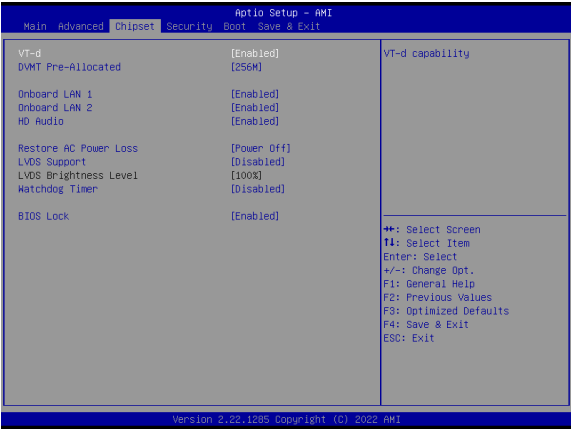 Aptio Setup - AMI
Main Advanced Chipset Security Boot Save & Exit
VT-d [Enabled] VT-d capability
DVMT Pre-Allocated [256M]
Onboard LAN 1 [Enabled]
Onboard LAN 2 [Enabled]
HD Audio [Enabled]
Restore AC Power Loss [Power Off]
LVDS Support [Disabled]
LVDS Brightness Level [100%]
Watchdog Timer [Disabled]
BIOS Lock [Enabled]
→←: Select Screen
↑↓: Select Item
Enter: Select
+/-: Change Opt.
F1: General Help
F2: Previous Values
F3: Optimized Defaults
F4: Save & Exit
ESC: Exit
Version 2.22.1285 Copyright (C) 2022 AMI